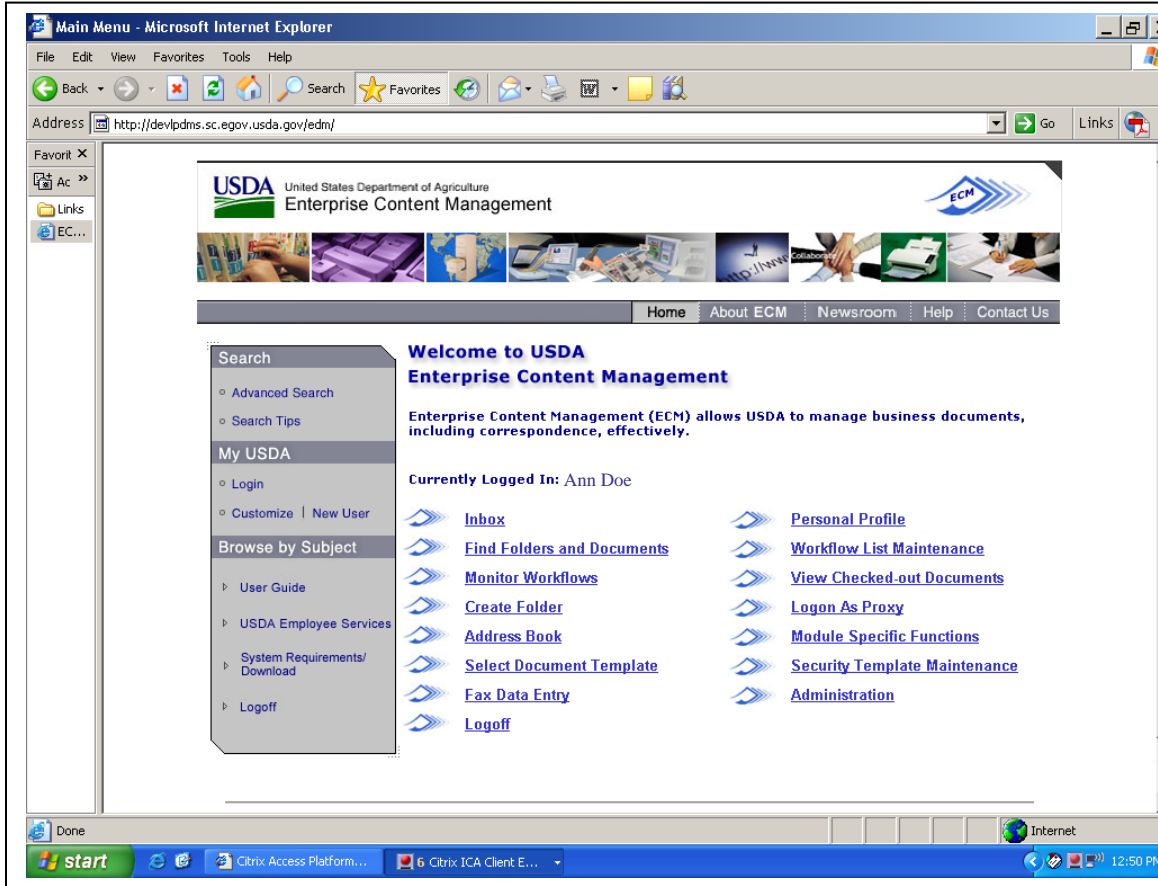 Main Menu - Microsoft Internet Explorer
File Edit View Favorites Tools Help
Back Search Favorites
Address http://devlpdms.sc.egov.usda.gov/edm/ Go Links
Favorit
Ac »
Links
EC...
USDA United States Department of Agriculture
Enterprise Content Management
ECM
http://www
Collaborate
Home About ECM Newsroom Help Contact Us
Search
Advanced Search
Search Tips
My USDA
Login
Customize | New User
Browse by Subject
User Guide
USDA Employee Services
System Requirements/
Download
Logoff
Welcome to USDA
Enterprise Content Management
Enterprise Content Management (ECM) allows USDA to manage business documents,
including correspondence, effectively.
Currently Logged In: Ann Doe
Inbox
Find Folders and Documents
Monitor Workflows
Create Folder
Address Book
Select Document Template
Fax Data Entry
Logoff
Personal Profile
Workflow List Maintenance
View Checked-out Documents
Logon As Proxy
Module Specific Functions
Security Template Maintenance
Administration
Done Internet
start Citrix Access Platform... 6 Citrix ICA Client E... 12:50 PM